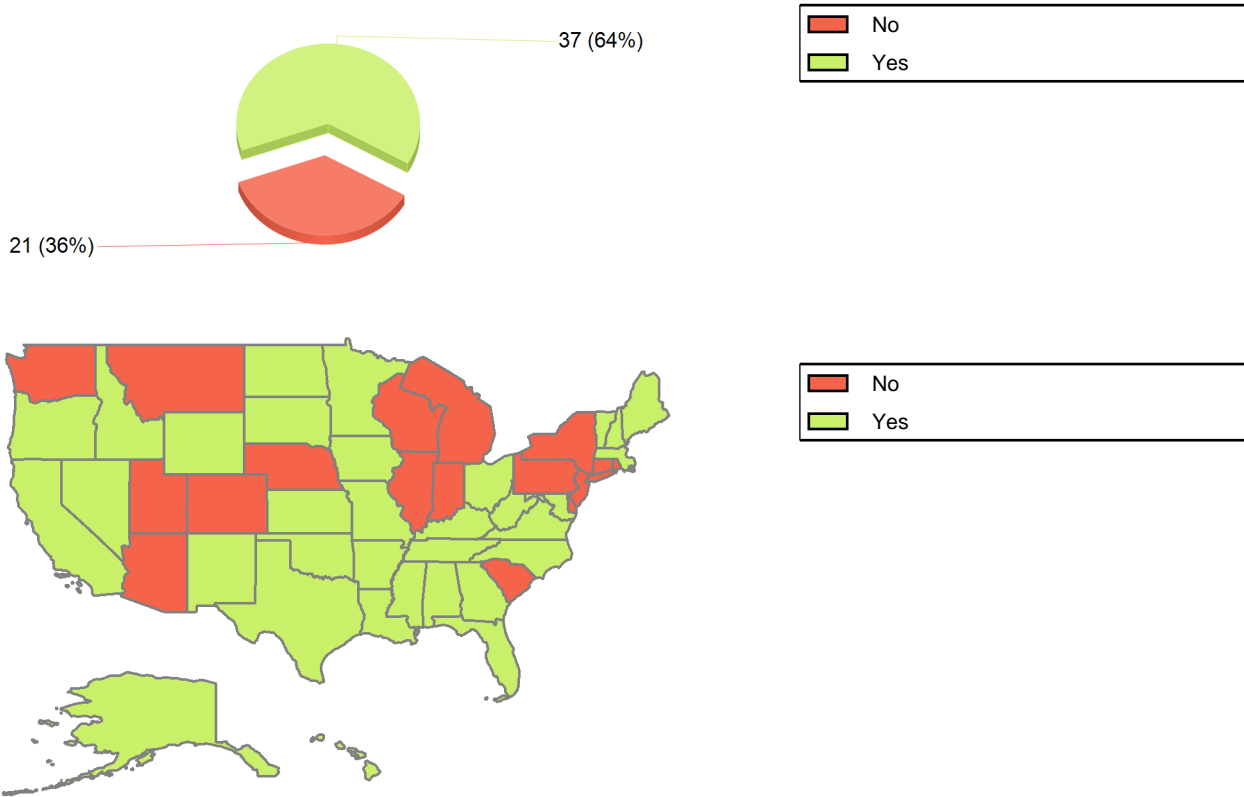 37 (64%)
21 (36%)
No
Yes
No
Yes